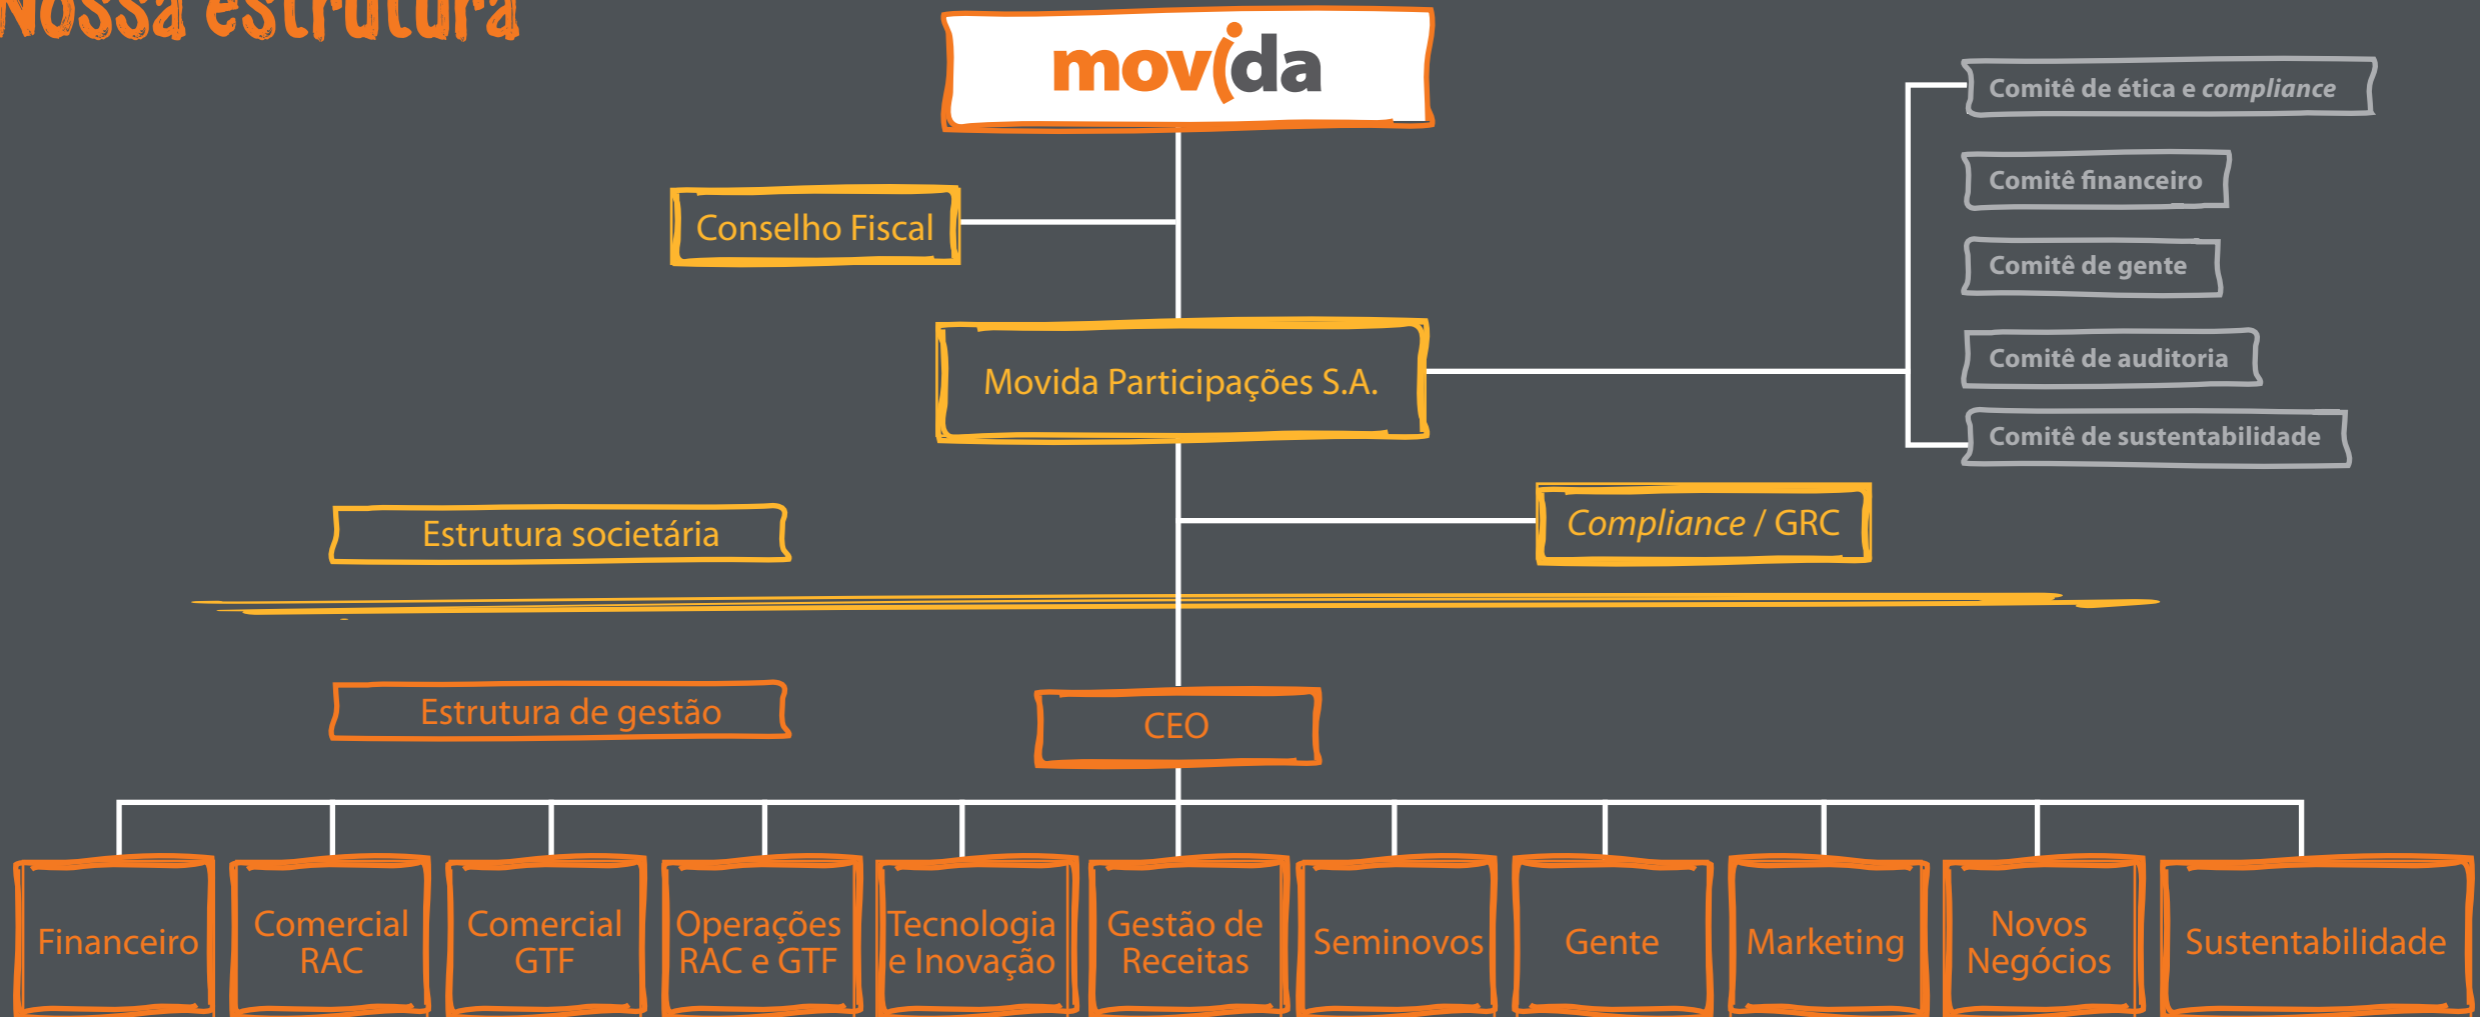 Nossa estrutura
movida
Comitê de ética e compliance
Comitê financeiro
Conselho Fiscal
Comitê de gente
Movida Participações S.A.
Comitê de auditoria
Comitê de sustentabilidade
Estrutura societária
Compliance / GRC
Estrutura de gestão
CEO
Financeiro
Comercial
RAC
Comercial
GTF
Operações
RAC e GTF
Tecnologia
e Inovação
Gestão de
Receitas
Seminovos
Gente
Marketing
Novos
Negócios
Sustentabilidade